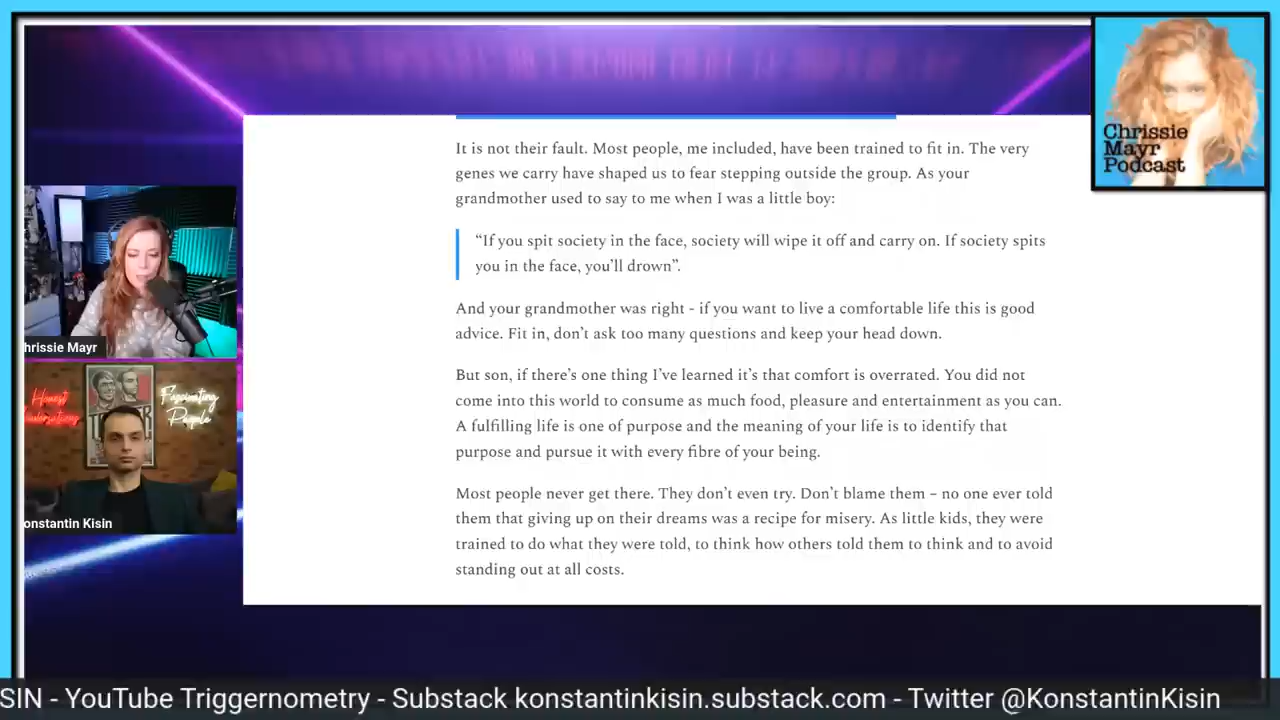 Chrissie
Mayr
Podcast
It is not their fault. Most people, me included, have been trained to fit in. The very
genes we carry have shaped us to fear stepping outside the group. As your
grandmother used to say to me when I was a little boy:
“If you spit society in the face, society will wipe it off and carry on. If society spits
you in the face, you’ll drown”.
And your grandmother was right - if you want to live a comfortable life this is good
advice. Fit in, don’t ask too many questions and keep your head down.
But son, if there’s one thing I’ve learned it’s that comfort is overrated. You did not
come into this world to consume as much food, pleasure and entertainment as you can.
A fulfilling life is one of purpose and the meaning of your life is to identify that
purpose and pursue it with every fibre of your being.
Most people never get there. They don’t even try. Don’t blame them – no one ever told
them that giving up on their dreams was a recipe for misery. As little kids, they were
trained to do what they were told, to think how others told them to think and to avoid
standing out at all costs.
hrissie Mayr
Honest
Fascinating
People
onstantin Kisin
SIN - YouTube Triggernometry - Substack konstantinkisin.substack.com - Twitter @KonstantinKisin